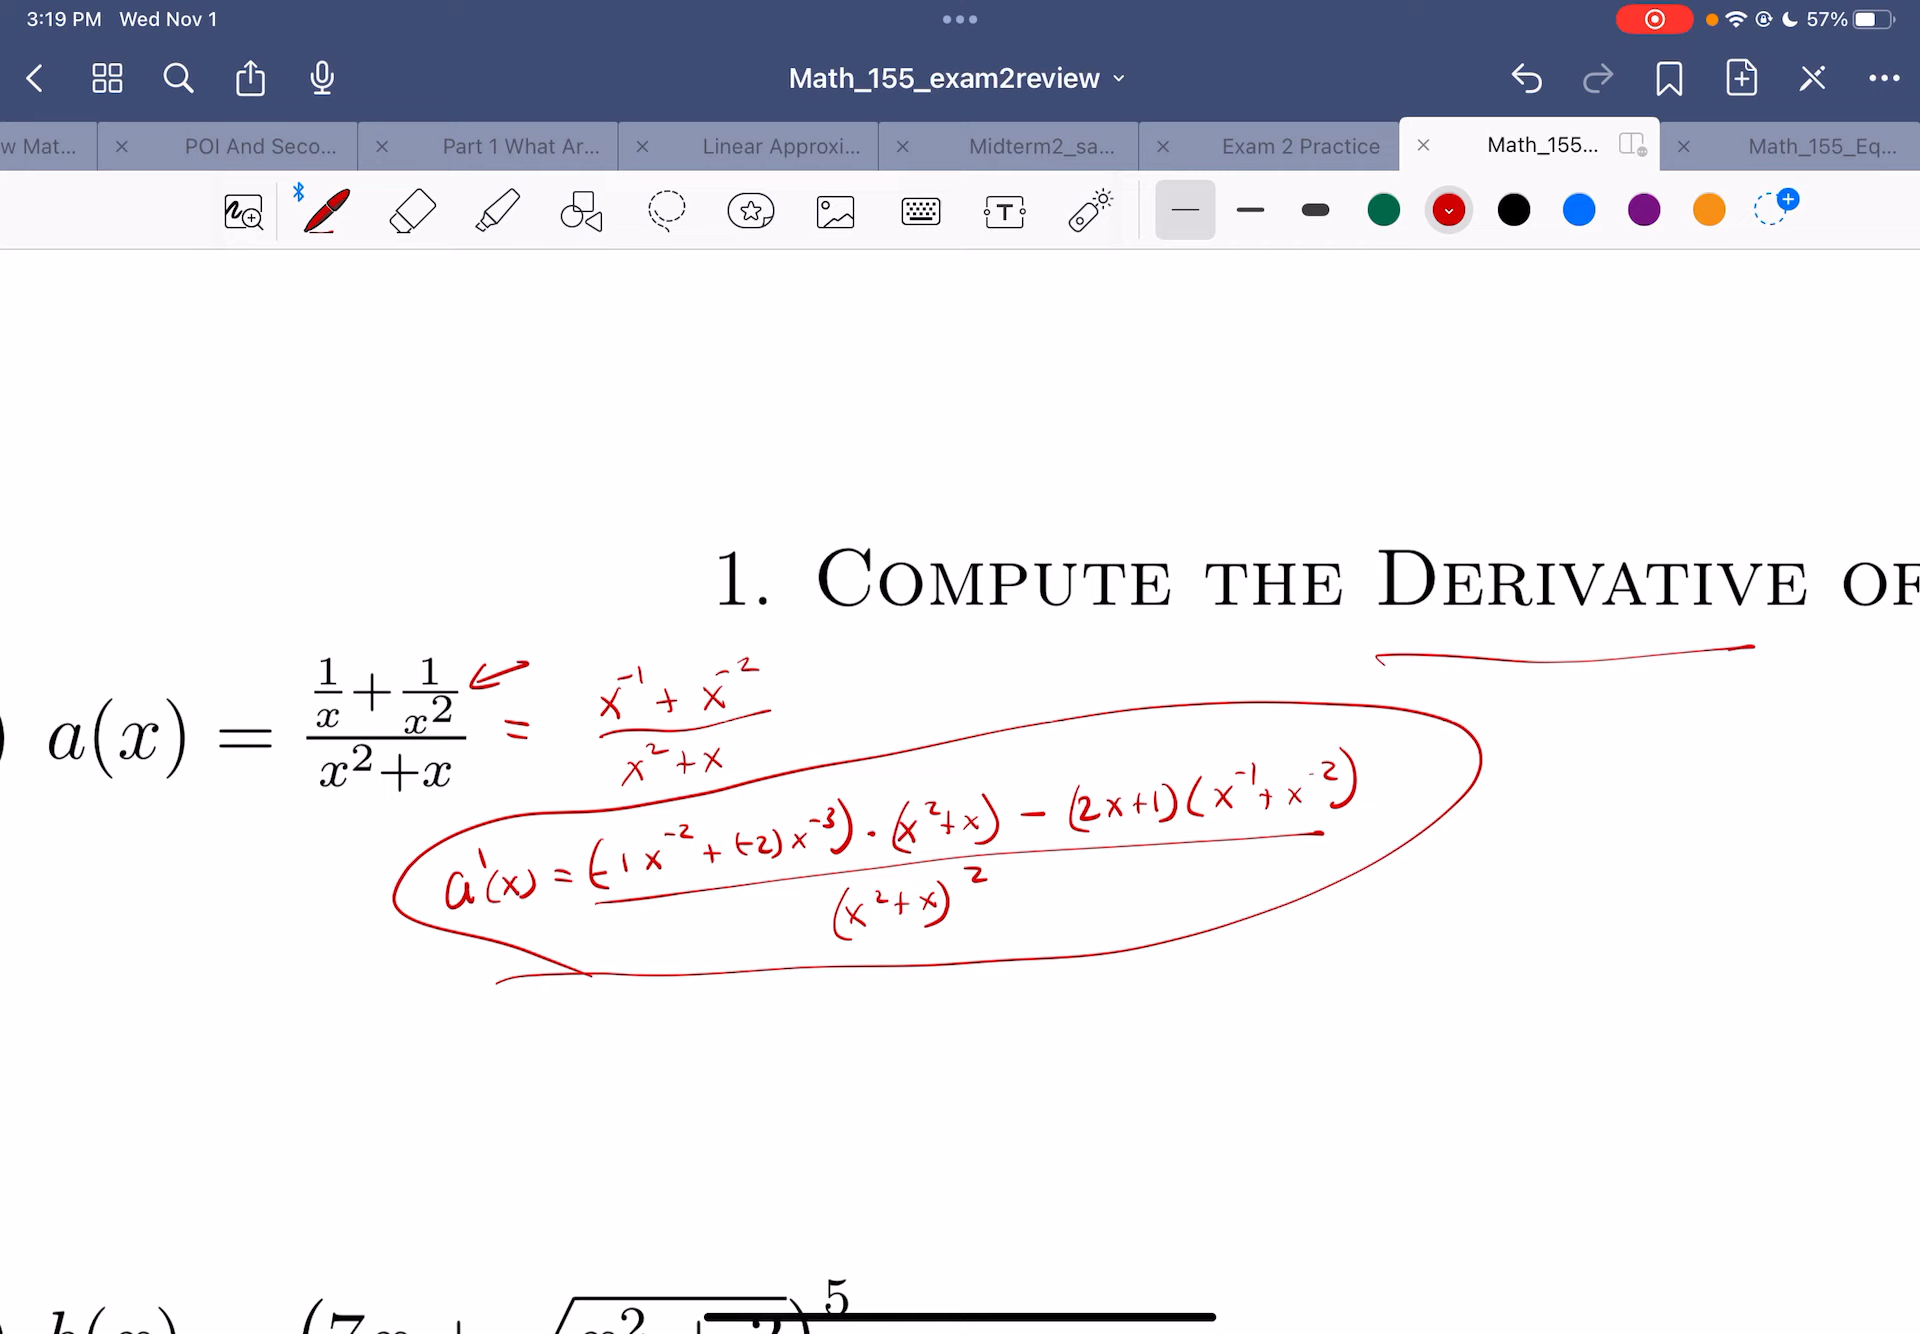 3:19 PM Wed Nov 1 57%
Math_155_exam2review
w Mat... POI And Seco... Part 1 What Ar... Linear Approxi... Midterm2_sa... Exam 2 Practice Math_155... Math_155_Eq...
T
1. COMPUTE THE DERIVATIVE OF
) a(x) = (1/x + 1/x²)/(x²+x) = (x⁻¹ + x⁻²)/(x²+x)
a'(x) = ((-1x⁻² + (-2)x⁻³) · (x²+x) − (2x+1)(x⁻¹ + x⁻²))/(x²+x)²